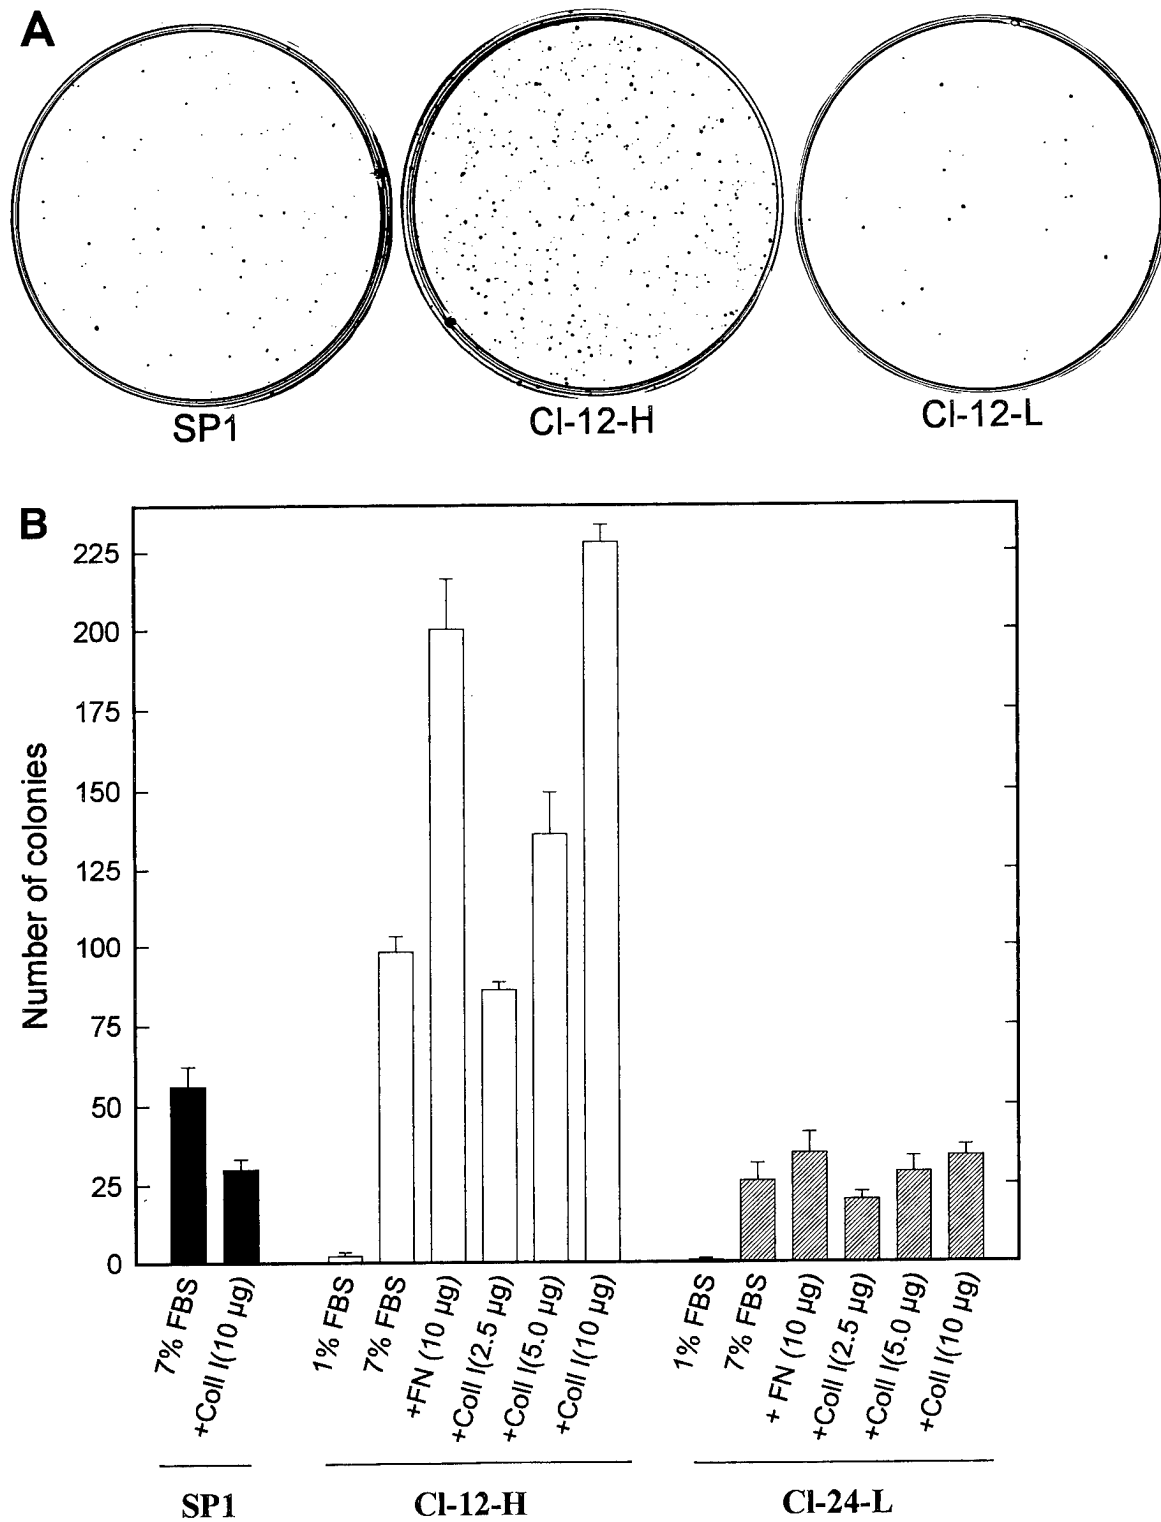 A
SP1
Cl-12-H
Cl-12-L
B
Number of colonies
225
200
175
150
125
100
75
50
25
0
7% FBS
+Coll I(10 µg)
1% FBS
7% FBS
+FN (10 µg)
+Coll I(2.5 µg)
+Coll I(5.0 µg)
+Coll I(10 µg)
1% FBS
7% FBS
+ FN (10 µg)
+Coll I(2.5 µg)
+Coll I(5.0 µg)
+Coll I(10 µg)
SP1
Cl-12-H
Cl-24-L